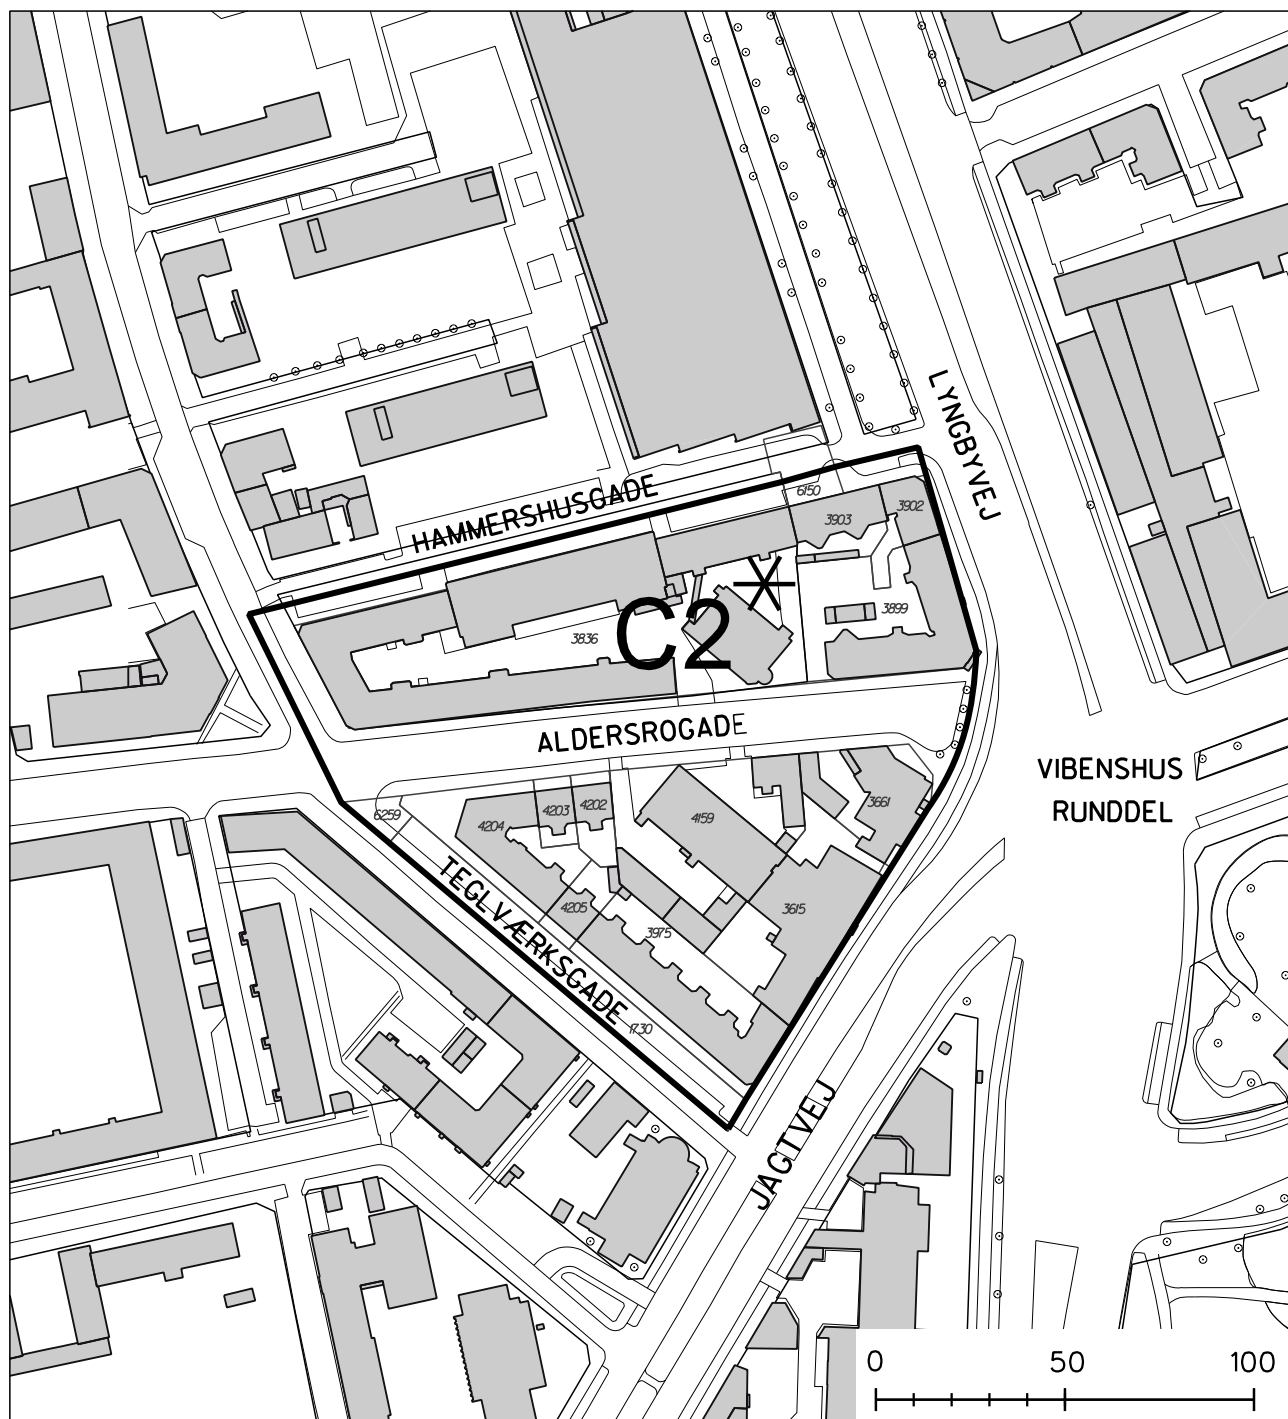 LYNGBYVEJ
HAMMERSHUSGADE
6150
3903
3902
3899
3836
C2
ALDERSROGADE
VIBENSHUS
RUNDDEL
6259
4203
4202
4204
4159
3661
TEGLVÆRKSGADE
4205
3615
3975
1730
JAGTVEJ
0 50 100